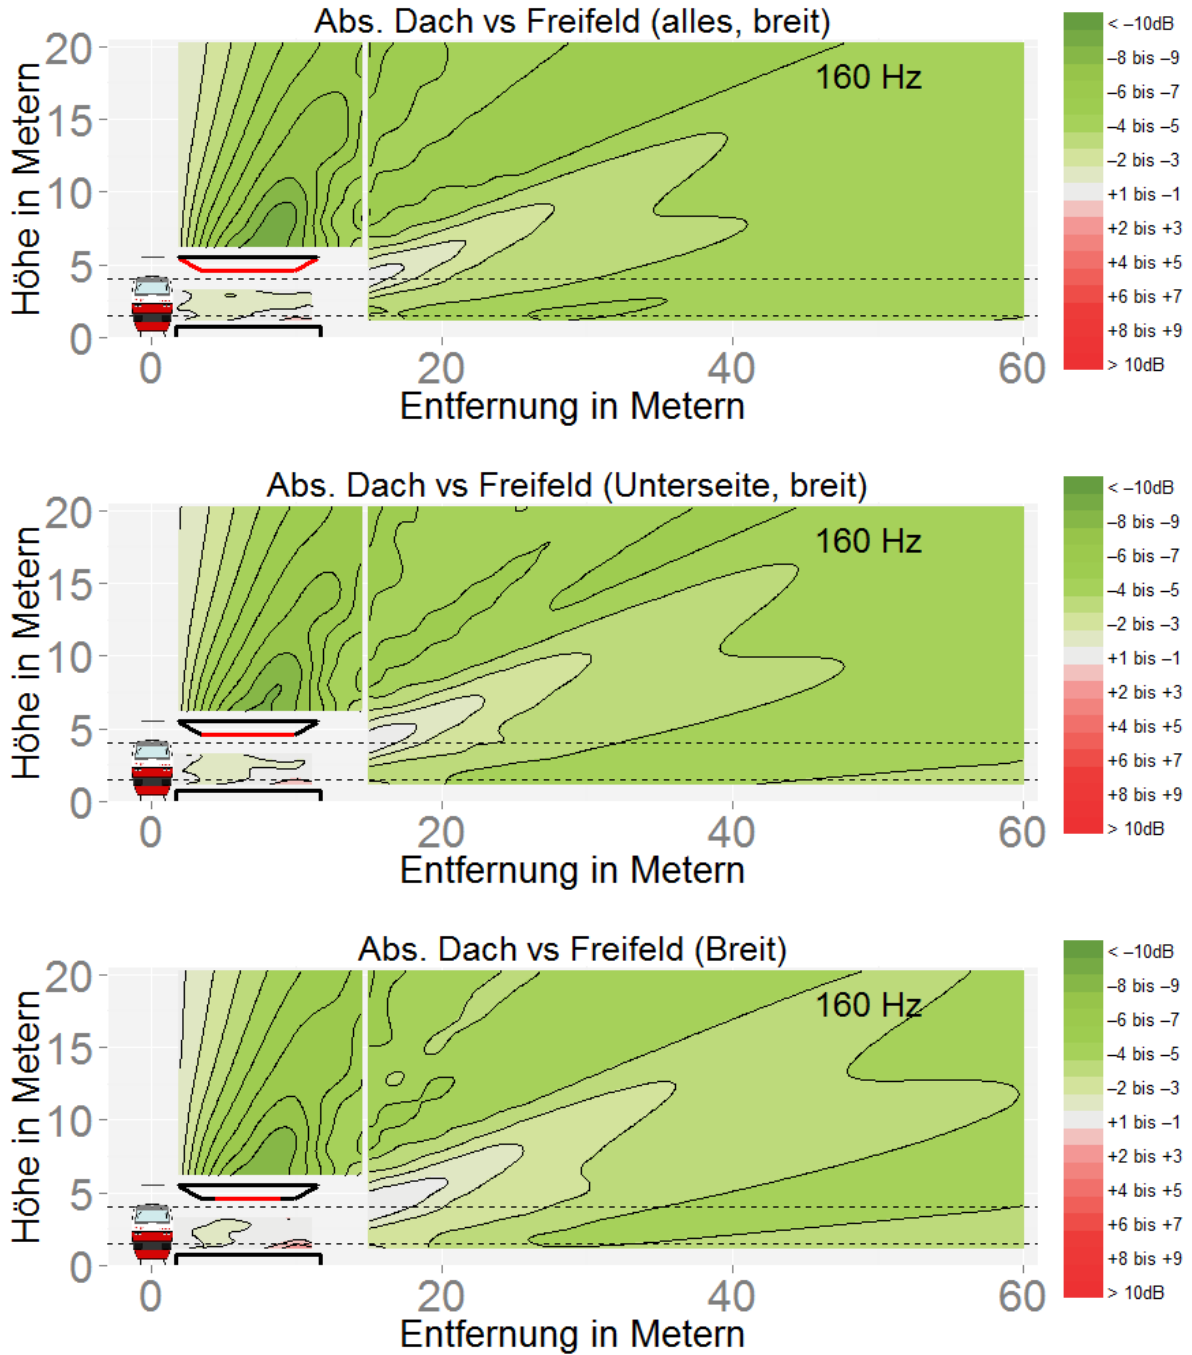 Abs. Dach vs Freifeld (alles, breit)
160 Hz
Höhe in Metern
20
15
10
5
0
0 20 40 60
Entfernung in Metern
< –10dB
–8 bis –9
–6 bis –7
–4 bis –5
–2 bis –3
+1 bis –1
+2 bis +3
+4 bis +5
+6 bis +7
+8 bis +9
> 10dB
Abs. Dach vs Freifeld (Unterseite, breit)
160 Hz
Höhe in Metern
20
15
10
5
0
0 20 40 60
Entfernung in Metern
< –10dB
–8 bis –9
–6 bis –7
–4 bis –5
–2 bis –3
+1 bis –1
+2 bis +3
+4 bis +5
+6 bis +7
+8 bis +9
> 10dB
Abs. Dach vs Freifeld (Breit)
160 Hz
Höhe in Metern
20
15
10
5
0
0 20 40 60
Entfernung in Metern
< –10dB
–8 bis –9
–6 bis –7
–4 bis –5
–2 bis –3
+1 bis –1
+2 bis +3
+4 bis +5
+6 bis +7
+8 bis +9
> 10dB